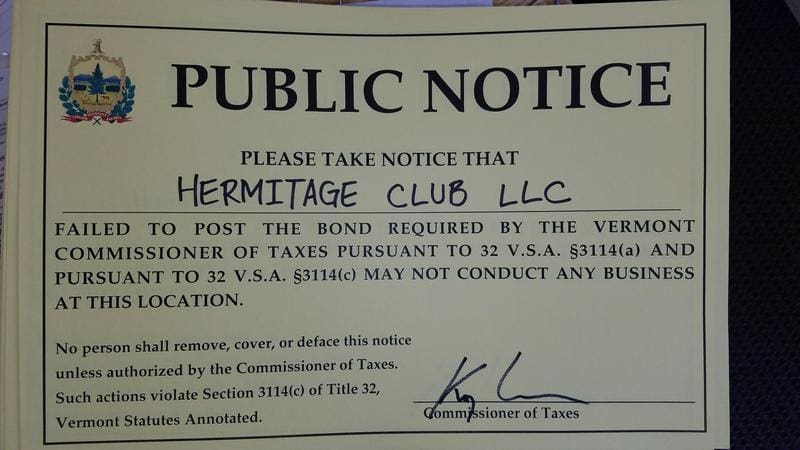 PUBLIC NOTICE
PLEASE TAKE NOTICE THAT
HERMITAGE CLUB LLC
FAILED TO POST THE BOND REQUIRED BY THE VERMONT
COMMISSIONER OF TAXES PURSUANT TO 32 V.S.A. §3114(a) AND
PURSUANT TO 32 V.S.A. §3114(c) MAY NOT CONDUCT ANY BUSINESS
AT THIS LOCATION.
No person shall remove, cover, or deface this notice
unless authorized by the Commissioner of Taxes.
Such actions violate Section 3114(c) of Title 32,
Vermont Statutes Annotated.
Commissioner of Taxes